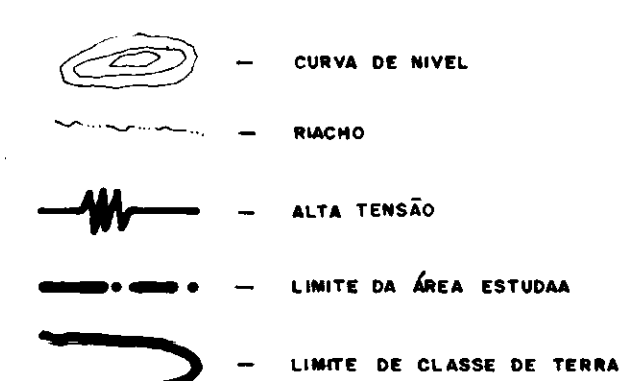 — CURVA DE NIVEL
— RIACHO
— ALTA TENSÃO
— LIMITE DA ÁREA ESTUDAA
— LIMITE DE CLASSE DE TERRA